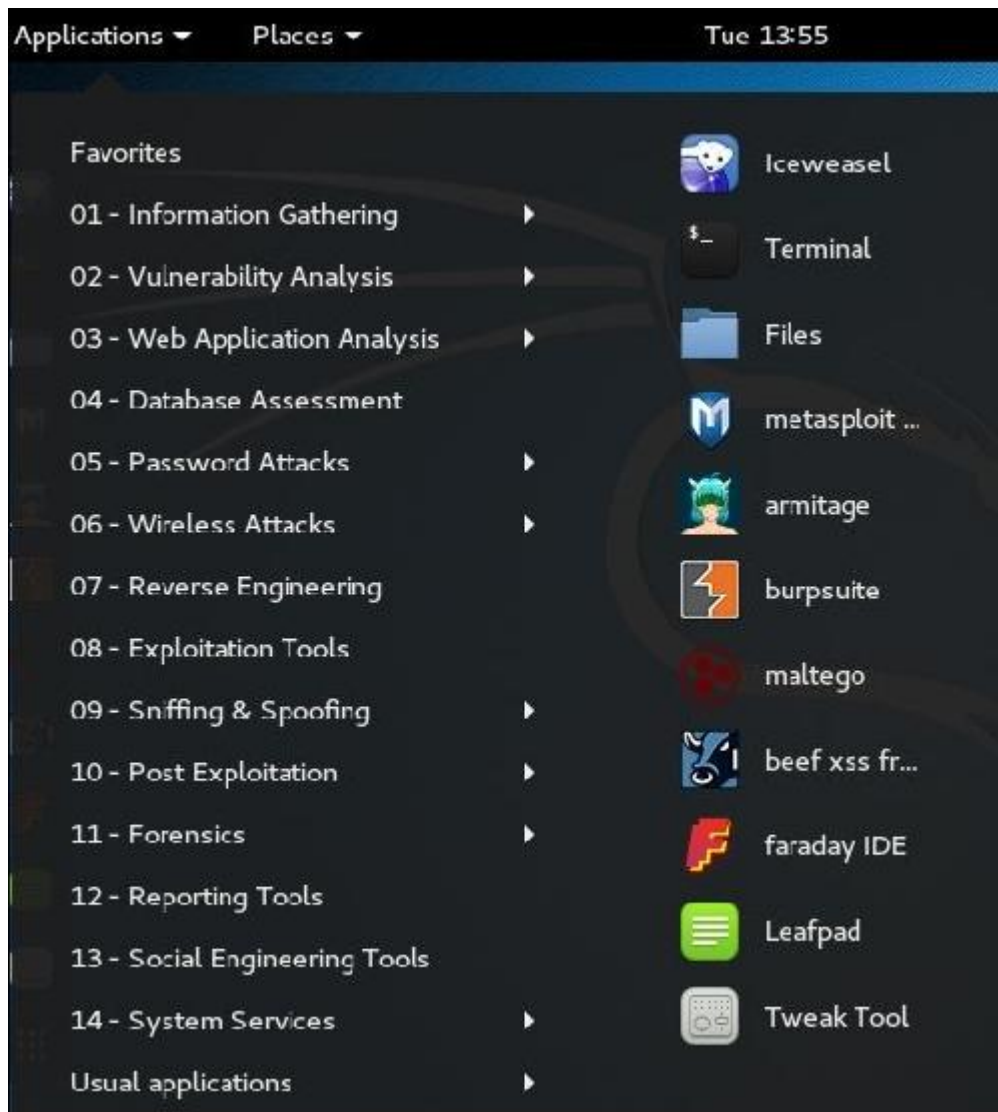 Applications Places Tue 13:55
Favorites
01 - Information Gathering
02 - Vulnerability Analysis
03 - Web Application Analysis
04 - Database Assessment
05 - Password Attacks
06 - Wireless Attacks
07 - Reverse Engineering
08 - Exploitation Tools
09 - Sniffing & Spoofing
10 - Post Exploitation
11 - Forensics
12 - Reporting Tools
13 - Social Engineering Tools
14 - System Services
Usual applications
Iceweasel
$_
Terminal
Files
metasploit ...
armitage
burpsuite
maltego
beef xss fr...
faraday IDE
Leafpad
Tweak Tool